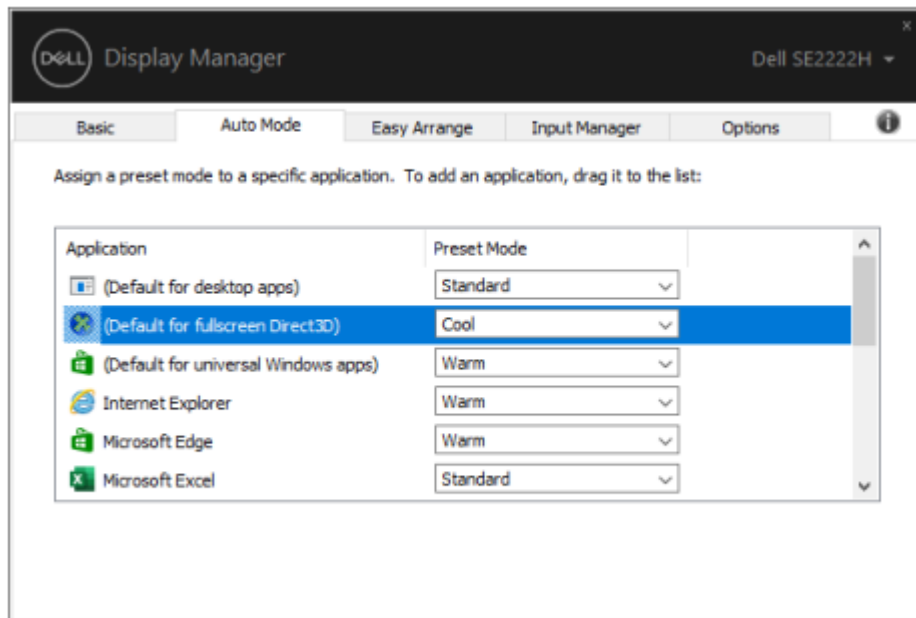 DELL Display Manager
Dell SE2222H
Basic Auto Mode Easy Arrange Input Manager Options
Assign a preset mode to a specific application. To add an application, drag it to the list:
Application Preset Mode
(Default for desktop apps) Standard
(Default for fullscreen Direct3D) Cool
(Default for universal Windows apps) Warm
Internet Explorer Warm
Microsoft Edge Warm
Microsoft Excel Standard